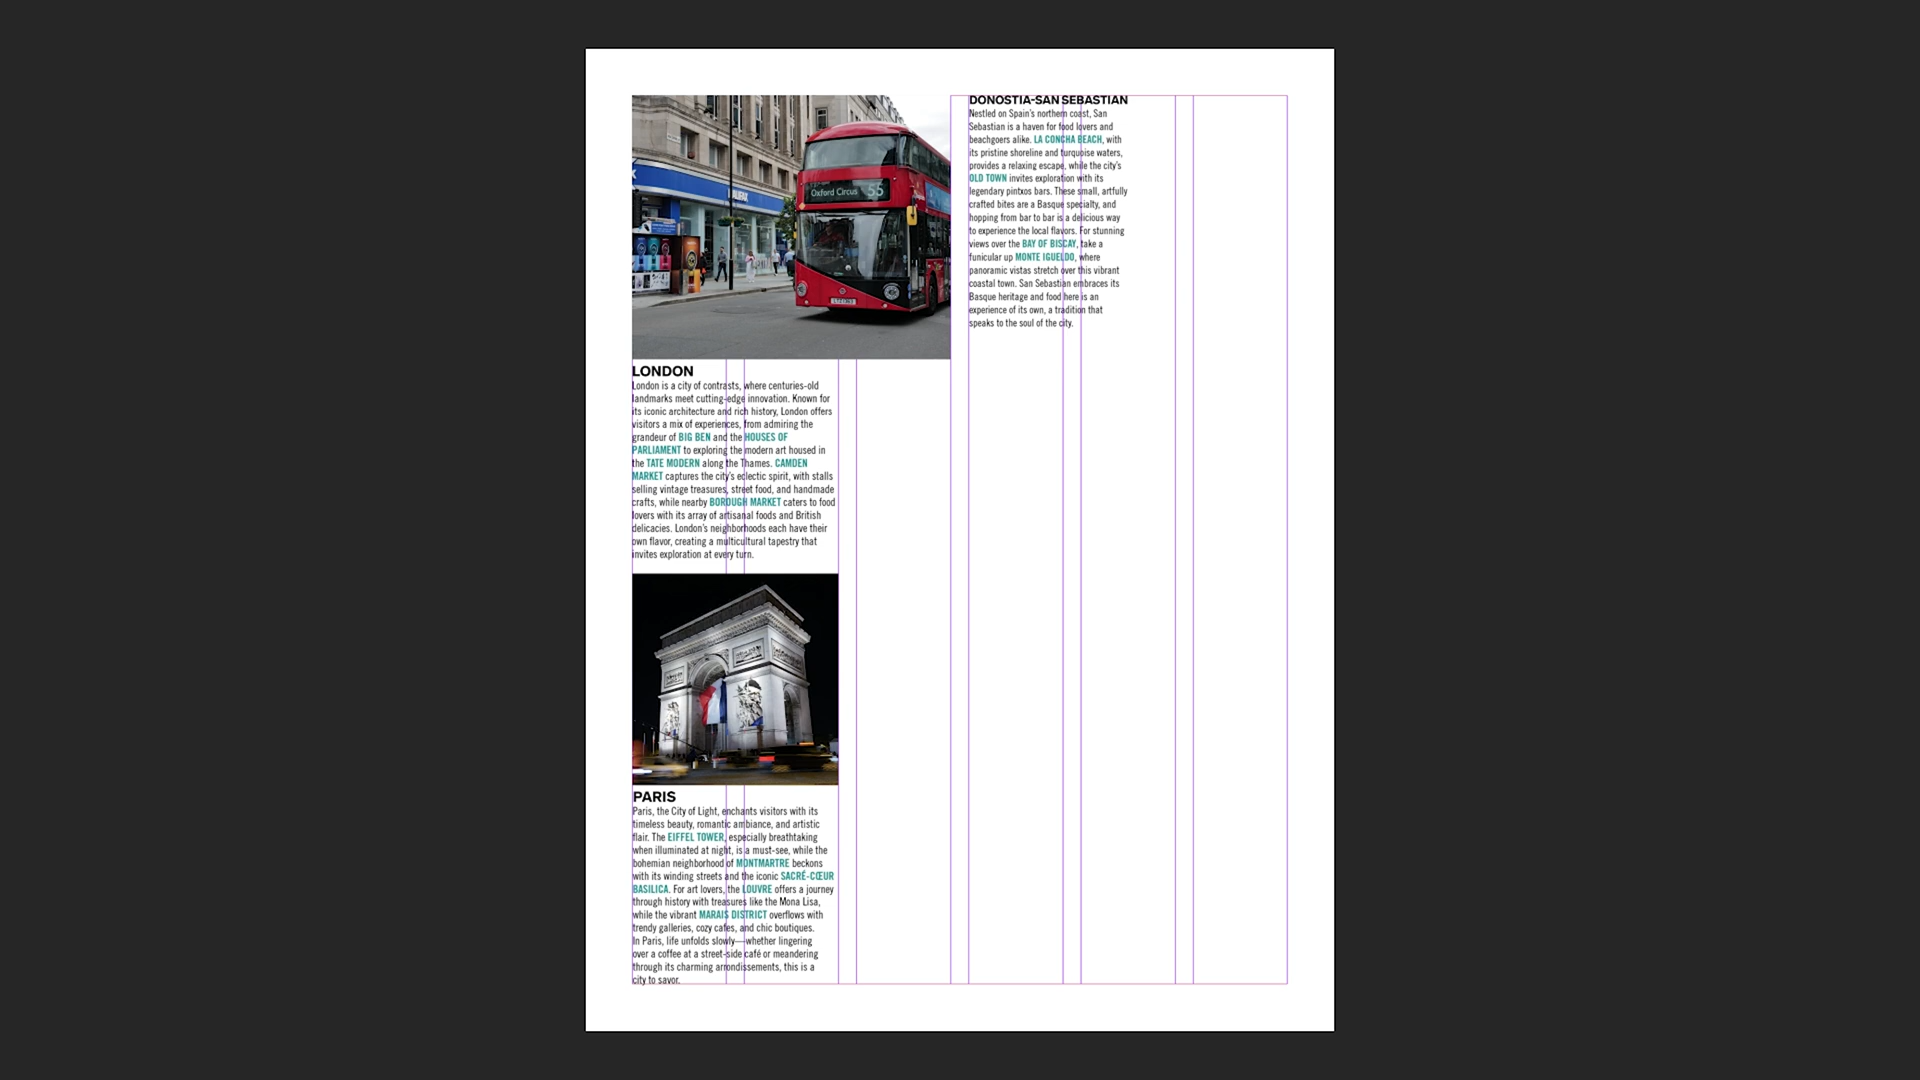 HALIFAX
Oxford Circus 55
LTZ 1363
LONDON
London is a city of contrasts, where centuries-old
landmarks meet cutting-edge innovation. Known for
its iconic architecture and rich history, London offers
visitors a mix of experiences, from admiring the
grandeur of BIG BEN and the HOUSES OF
PARLIAMENT to exploring the modern art housed in
the TATE MODERN along the Thames. CAMDEN
MARKET captures the city's eclectic spirit, with stalls
selling vintage treasures, street food, and handmade
crafts, while nearby BOROUGH MARKET caters to food
lovers with its array of artisanal foods and British
delicacies. London's neighborhoods each have their
own flavor, creating a multicultural tapestry that
invites exploration at every turn.
PARIS
Paris, the City of Light, enchants visitors with its
timeless beauty, romantic ambiance, and artistic
flair. The EIFFEL TOWER, especially breathtaking
when illuminated at night, is a must-see, while the
bohemian neighborhood of MONTMARTRE beckons
with its winding streets and the iconic SACRÉ-CŒUR
BASILICA. For art lovers, the LOUVRE offers a journey
through history with treasures like the Mona Lisa,
while the vibrant MARAIS DISTRICT overflows with
trendy galleries, cozy cafes, and chic boutiques.
In Paris, life unfolds slowly—whether lingering
over a coffee at a street-side café or meandering
through its charming arrondissements, this is a
city to savor.
DONOSTIA-SAN SEBASTIAN
Nestled on Spain's northern coast, San
Sebastian is a haven for food lovers and
beachgoers alike. LA CONCHA BEACH, with
its pristine shoreline and turquoise waters,
provides a relaxing escape, while the city's
OLD TOWN invites exploration with its
legendary pintxos bars. These small, artfully
crafted bites are a Basque specialty, and
hopping from bar to bar is a delicious way
to experience the local flavors. For stunning
views over the BAY OF BISCAY, take a
funicular up MONTE IGUELDO, where
panoramic vistas stretch over this vibrant
coastal town. San Sebastian embraces its
Basque heritage and food here is an
experience of its own, a tradition that
speaks to the soul of the city.